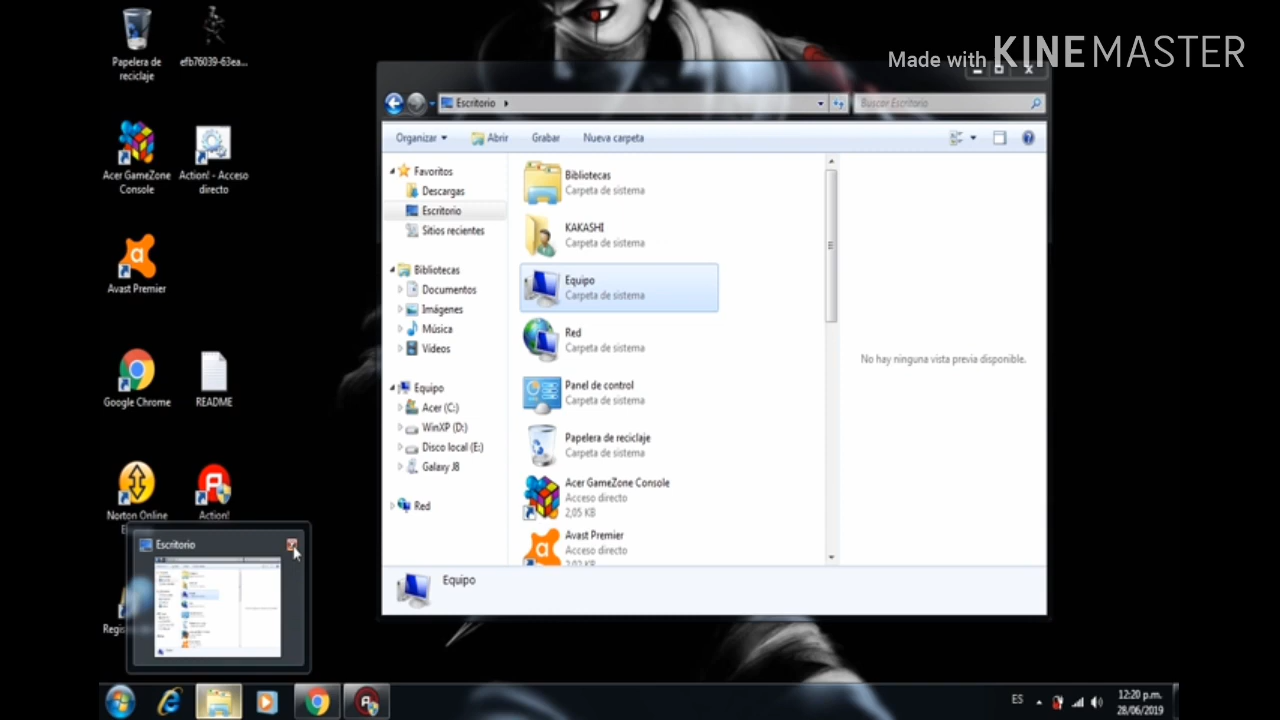 Made with KINEMASTER
Papelera de
reciclaje
efb76039-63ea...
Acer GameZone
Console
Action! - Acceso
directo
Avast Premier
Google Chrome
README
Norton Online
Action!
Escritorio
Buscar Escritorio
Organizar
Abrir
Grabar
Nueva carpeta
Favoritos
Descargas
Escritorio
Sitios recientes
Bibliotecas
Documentos
Imágenes
Música
Videos
Equipo
Acer (C:)
WinXP (D:)
Disco local (E:)
Galaxy J8
Red
Bibliotecas
Carpeta de sistema
KAKASHI
Carpeta de sistema
Equipo
Carpeta de sistema
Red
Carpeta de sistema
Panel de control
Carpeta de sistema
Papelera de reciclaje
Carpeta de sistema
Acer GameZone Console
Acceso directo
2,05 KB
Avast Premier
Acceso directo
No hay ninguna vista previa disponible.
Equipo
Escritorio
ES
12:20 p.m.
28/06/2019